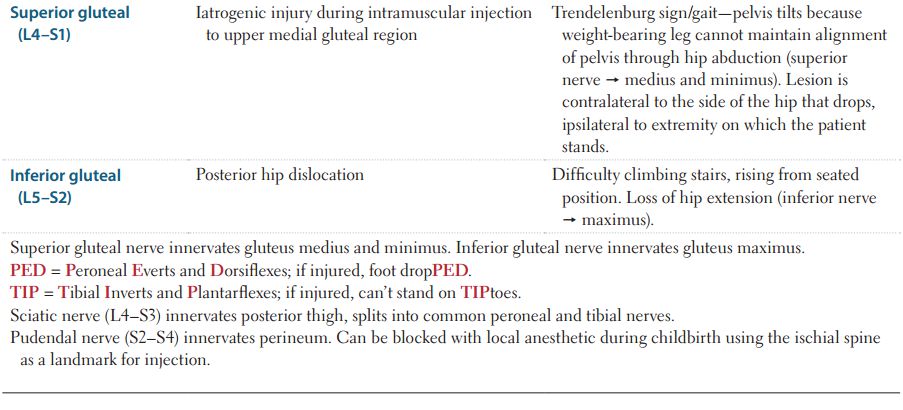 Superior gluteal
(L4–S1)
Iatrogenic injury during intramuscular injection
to upper medial gluteal region
Trendelenburg sign/gait—pelvis tilts because
weight-bearing leg cannot maintain alignment
of pelvis through hip abduction (superior
nerve → medius and minimus). Lesion is
contralateral to the side of the hip that drops,
ipsilateral to extremity on which the patient
stands.
Inferior gluteal
(L5–S2)
Posterior hip dislocation
Difficulty climbing stairs, rising from seated
position. Loss of hip extension (inferior nerve
→ maximus).
Superior gluteal nerve innervates gluteus medius and minimus. Inferior gluteal nerve innervates gluteus maximus.
PED = Peroneal Everts and Dorsiflexes; if injured, foot dropPED.
TIP = Tibial Inverts and Plantarflexes; if injured, can't stand on TIPtoes.
Sciatic nerve (L4–S3) innervates posterior thigh, splits into common peroneal and tibial nerves.
Pudendal nerve (S2–S4) innervates perineum. Can be blocked with local anesthetic during childbirth using the ischial spine
as a landmark for injection.